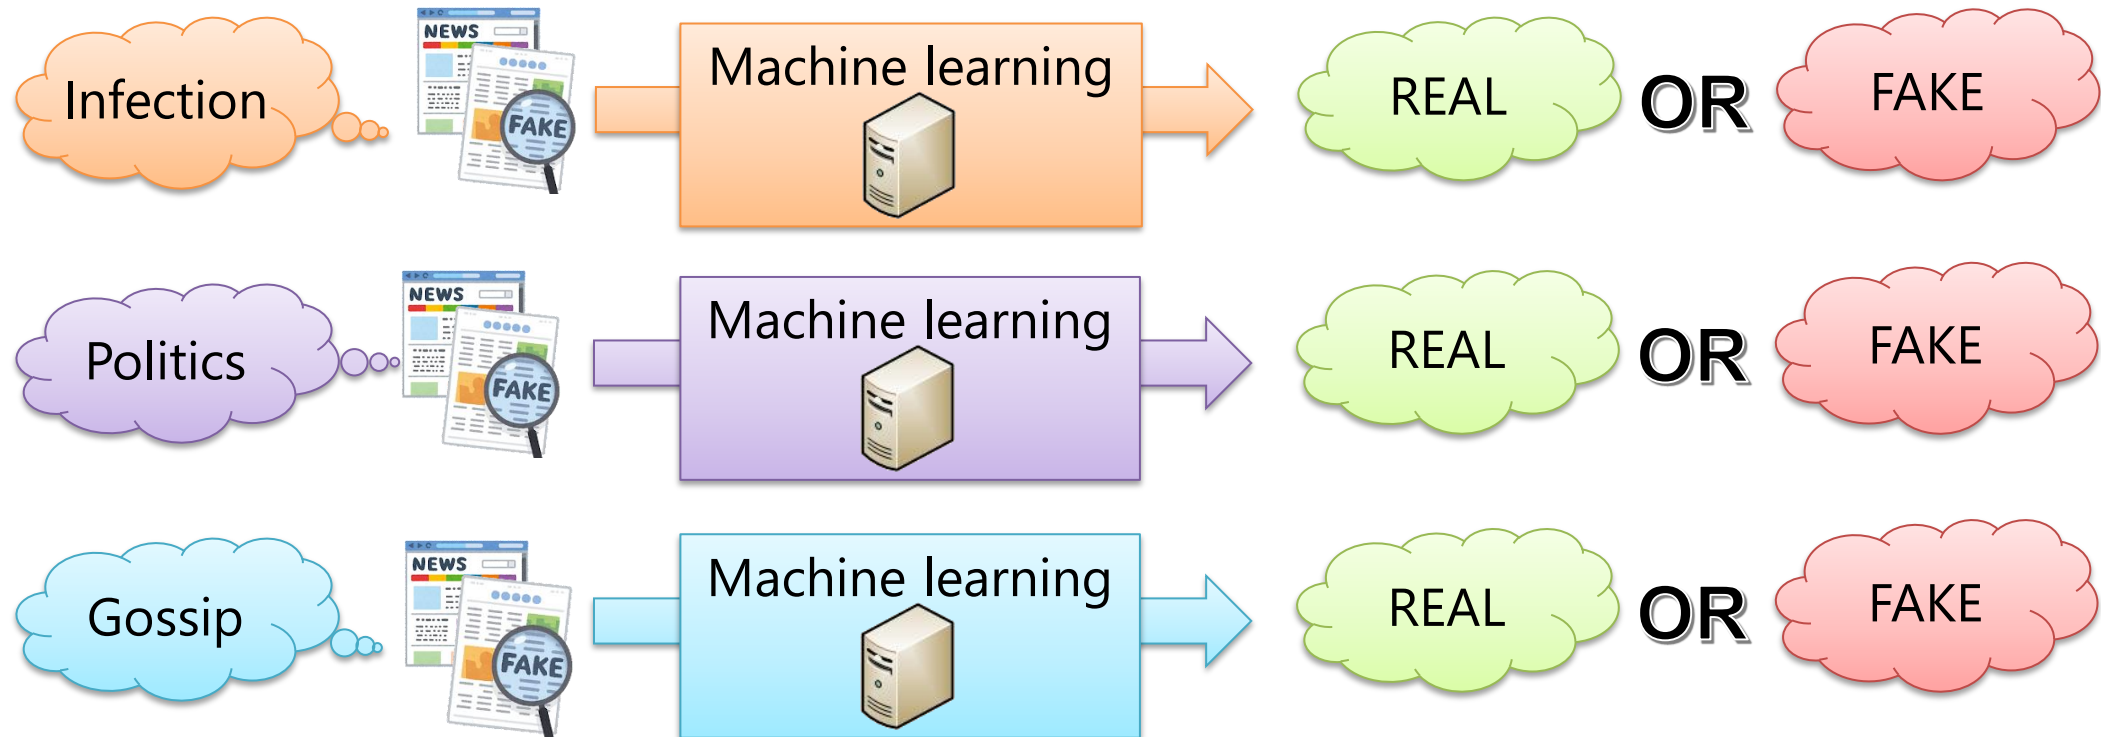 Infection
NEWS
FAKE
Machine learning
REAL
OR
FAKE
Politics
NEWS
FAKE
Machine learning
REAL
OR
FAKE
Gossip
NEWS
FAKE
Machine learning
REAL
OR
FAKE